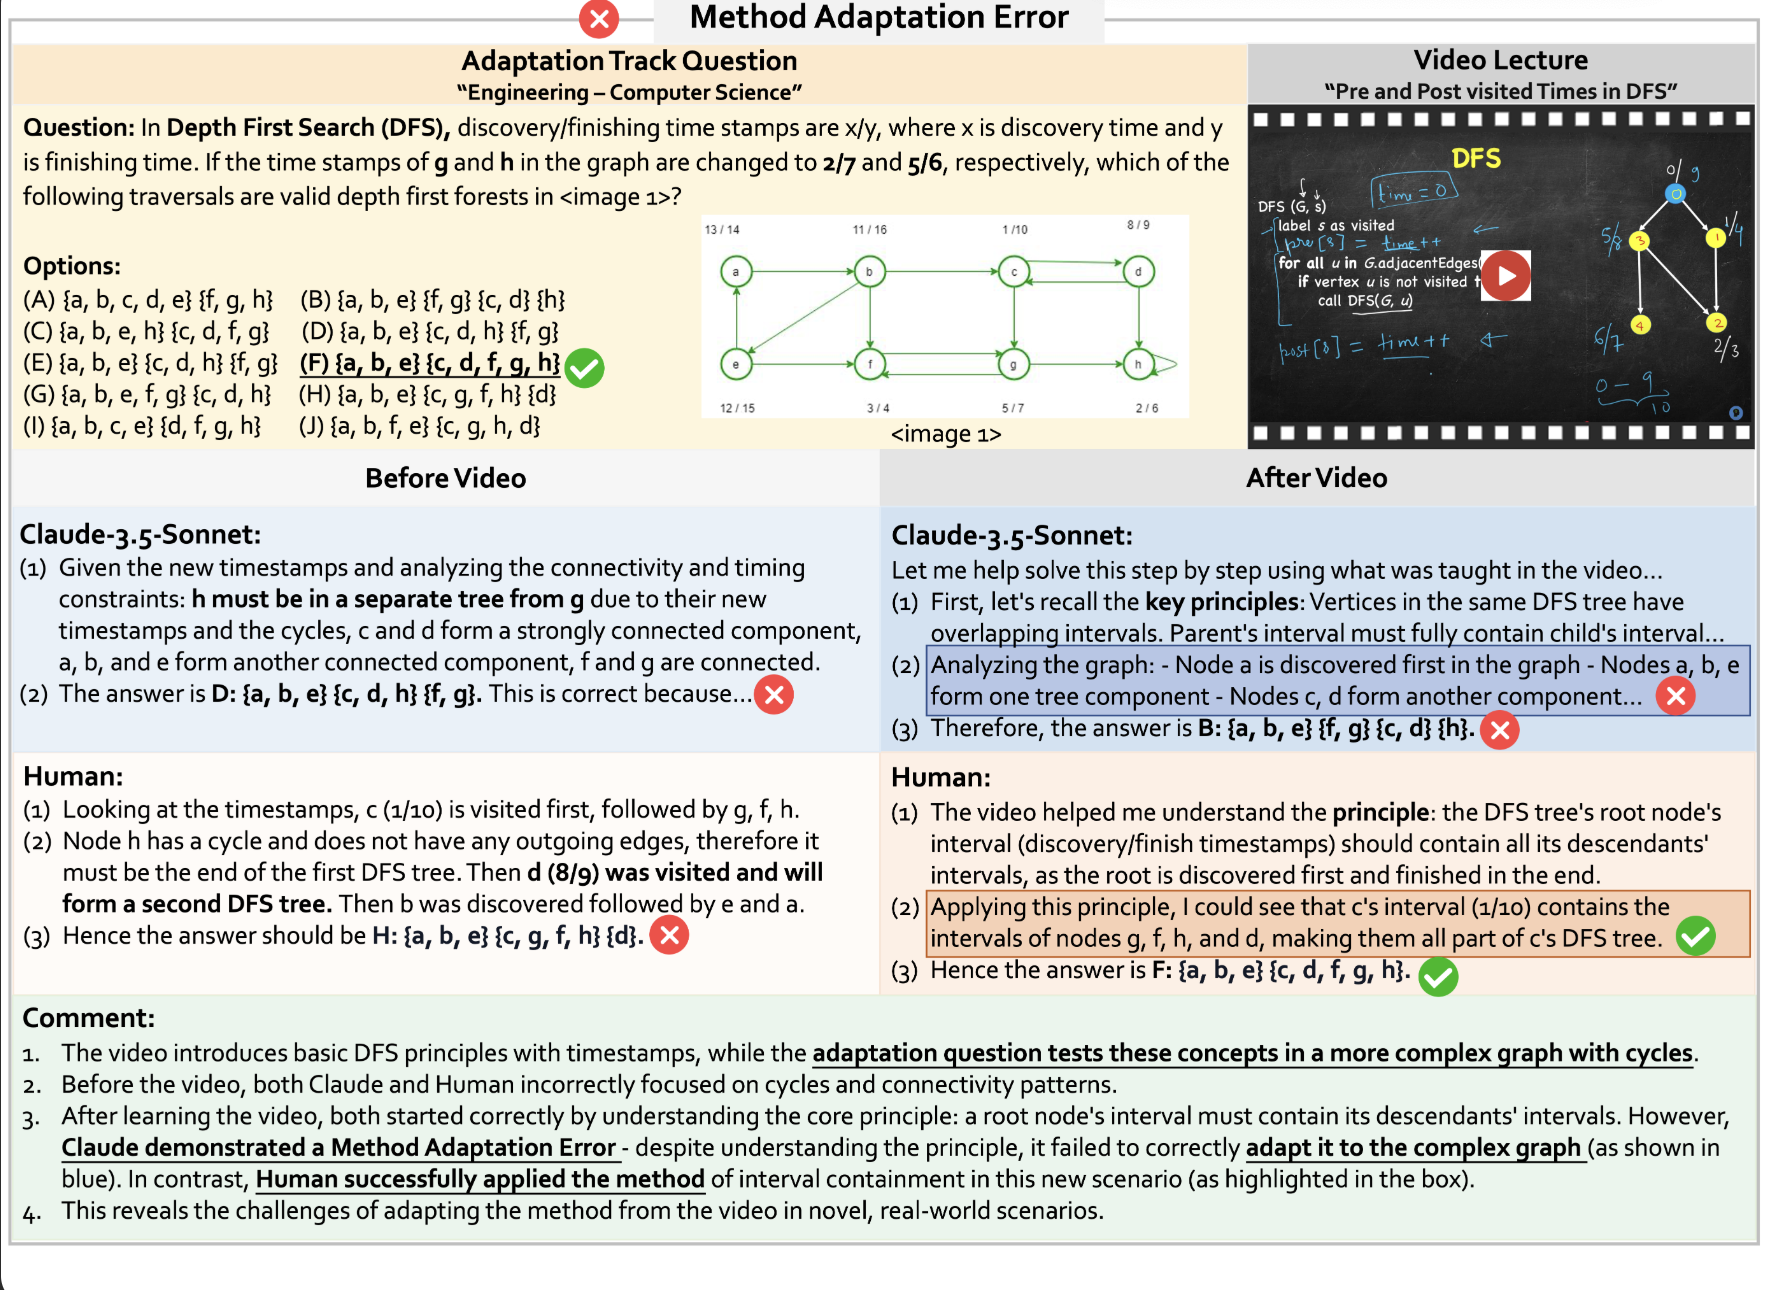 Method Adaptation Error
Adaptation Track Question
“Engineering – Computer Science”
Video Lecture
“Pre and Post visited Times in DFS”
Question: In Depth First Search (DFS), discovery/finishing time stamps are x/y, where x is discovery time and y
is finishing time. If the time stamps of g and h in the graph are changed to 2/7 and 5/6, respectively, which of the
following traversals are valid depth first forests in <image 1>?
Options:
(A) {a, b, c, d, e} {f, g, h} (B) {a, b, e} {f, g} {c, d} {h}
(C) {a, b, e, h} {c, d, f, g} (D) {a, b, e} {c, d, h} {f, g}
(E) {a, b, e} {c, d, h} {f, g} (F) {a, b, e} {c, d, f, g, h}
(G) {a, b, e, f, g} {c, d, h} (H) {a, b, e} {c, g, f, h} {d}
(I) {a, b, c, e} {d, f, g, h} (J) {a, b, f, e} {c, g, h, d}
13 / 14 11 / 16 1 /10 8 / 9
a b c d
e f g h
12 / 15 3 / 4 5 / 7 2 / 6
<image 1>
DFS
time = 0
DFS (G, s)
label s as visited
pre[s] = time++
for all u in G.adjacentEdges(
if vertex u is not visited t
call DFS(G, u)
post[s] = time++
0/ 9
0
5/8 3 1 1/4
4 2
6/7 2/3
0 – 9
10
Before Video
After Video
Claude-3.5-Sonnet:
(1) Given the new timestamps and analyzing the connectivity and timing
constraints: h must be in a separate tree from g due to their new
timestamps and the cycles, c and d form a strongly connected component,
a, b, and e form another connected component, f and g are connected.
(2) The answer is D: {a, b, e} {c, d, h} {f, g}. This is correct because...
Claude-3.5-Sonnet:
Let me help solve this step by step using what was taught in the video...
(1) First, let's recall the key principles: Vertices in the same DFS tree have
overlapping intervals. Parent's interval must fully contain child's interval...
(2) Analyzing the graph: - Node a is discovered first in the graph - Nodes a, b, e
form one tree component - Nodes c, d form another component...
(3) Therefore, the answer is B: {a, b, e} {f, g} {c, d} {h}.
Human:
(1) Looking at the timestamps, c (1/10) is visited first, followed by g, f, h.
(2) Node h has a cycle and does not have any outgoing edges, therefore it
must be the end of the first DFS tree. Then d (8/9) was visited and will
form a second DFS tree. Then b was discovered followed by e and a.
(3) Hence the answer should be H: {a, b, e} {c, g, f, h} {d}.
Human:
(1) The video helped me understand the principle: the DFS tree's root node's
interval (discovery/finish timestamps) should contain all its descendants'
intervals, as the root is discovered first and finished in the end.
(2) Applying this principle, I could see that c's interval (1/10) contains the
intervals of nodes g, f, h, and d, making them all part of c's DFS tree.
(3) Hence the answer is F: {a, b, e} {c, d, f, g, h}.
Comment:
1. The video introduces basic DFS principles with timestamps, while the adaptation question tests these concepts in a more complex graph with cycles.
2. Before the video, both Claude and Human incorrectly focused on cycles and connectivity patterns.
3. After learning the video, both started correctly by understanding the core principle: a root node's interval must contain its descendants' intervals. However,
Claude demonstrated a Method Adaptation Error - despite understanding the principle, it failed to correctly adapt it to the complex graph (as shown in
blue). In contrast, Human successfully applied the method of interval containment in this new scenario (as highlighted in the box).
4. This reveals the challenges of adapting the method from the video in novel, real-world scenarios.